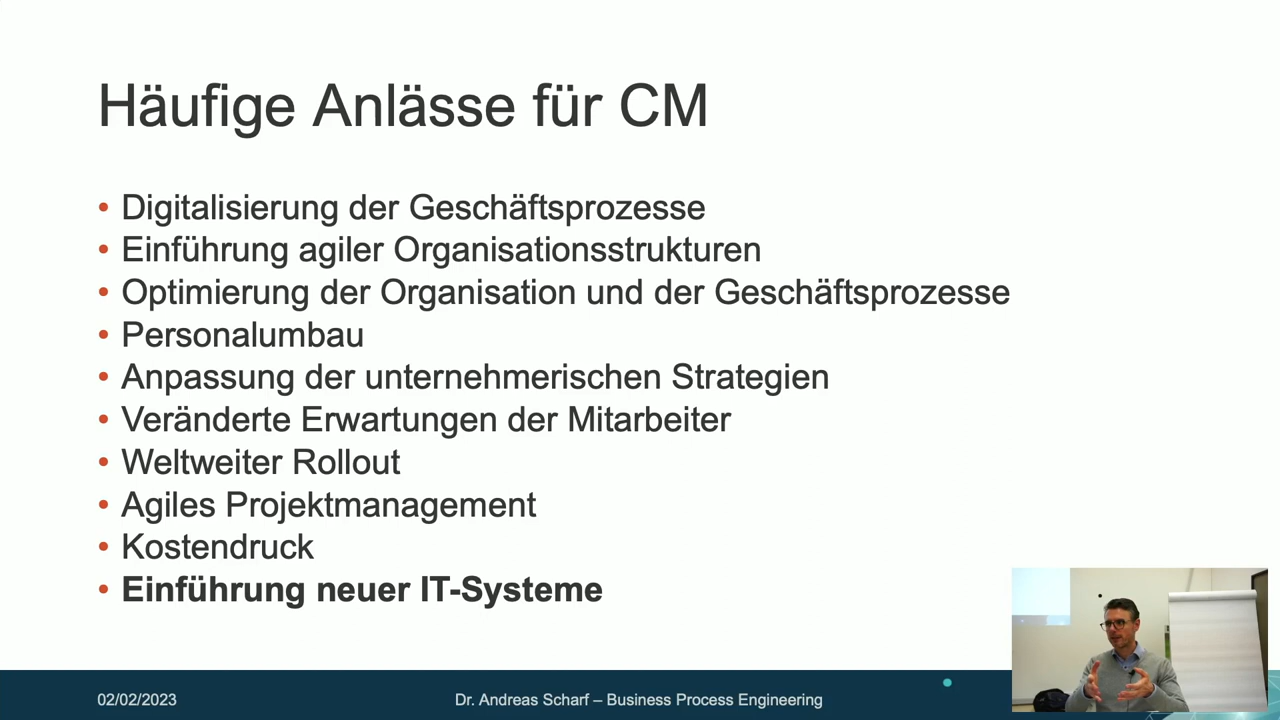 Häufige Anlässe für CM
• Digitalisierung der Geschäftsprozesse
• Einführung agiler Organisationsstrukturen
• Optimierung der Organisation und der Geschäftsprozesse
• Personalumbau
• Anpassung der unternehmerischen Strategien
• Veränderte Erwartungen der Mitarbeiter
• Weltweiter Rollout
• Agiles Projektmanagement
• Kostendruck
• Einführung neuer IT-Systeme
02/02/2023
Dr. Andreas Scharf – Business Process Engineering